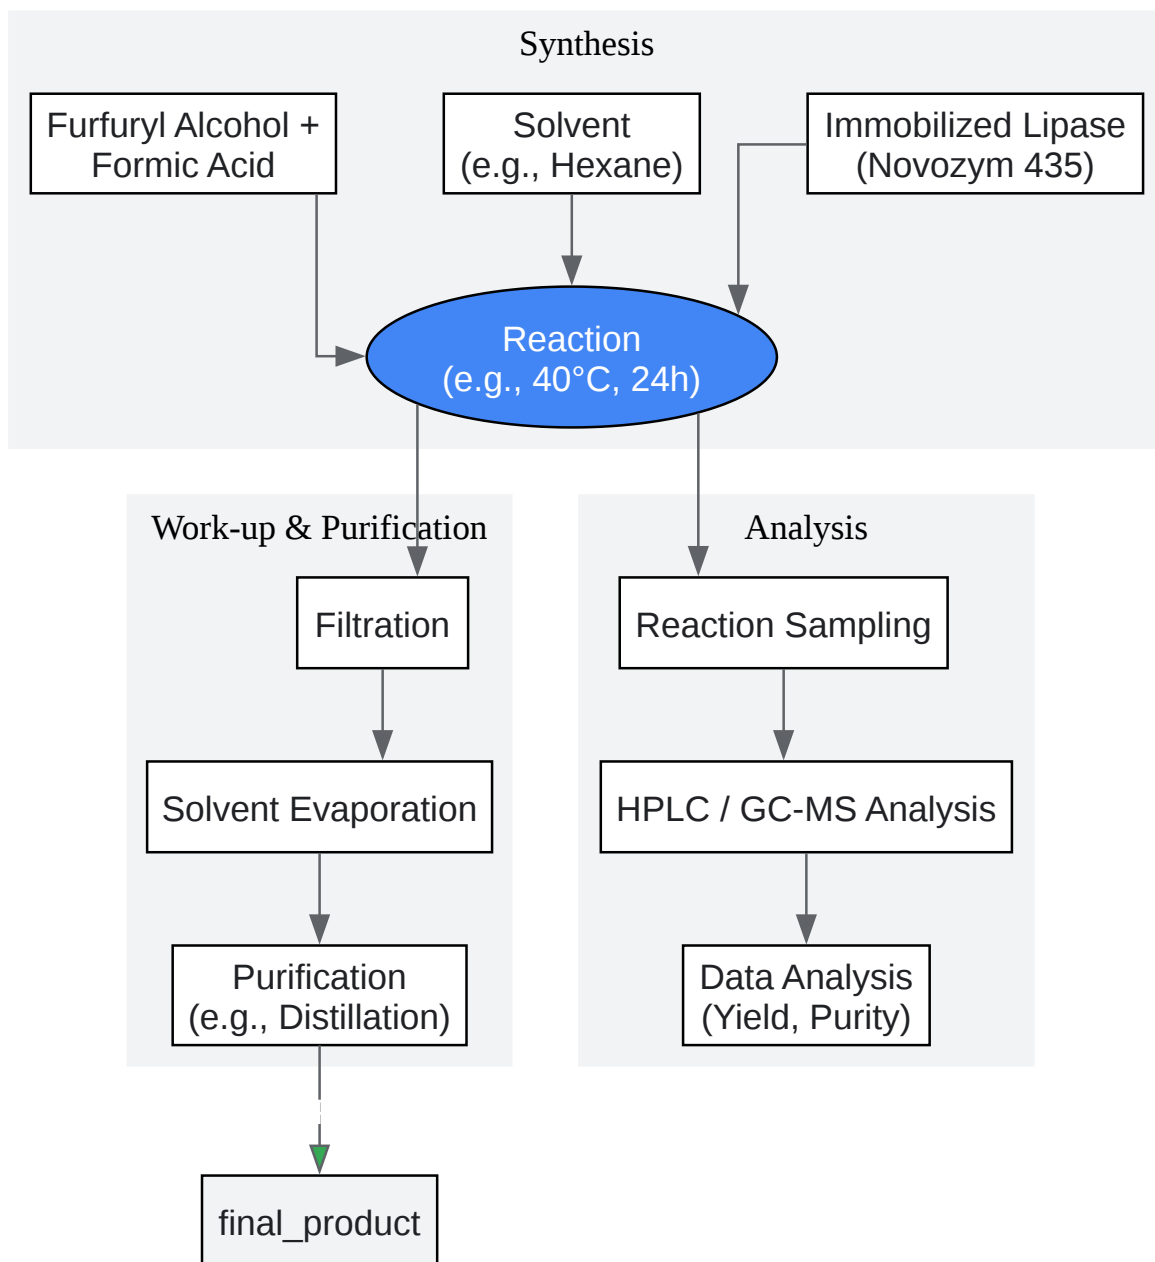 Synthesis
Furfuryl Alcohol +
Formic Acid
Solvent
(e.g., Hexane)
Immobilized Lipase
(Novozym 435)
Reaction
(e.g., 40°C, 24h)
Work-up & Purification
Filtration
Solvent Evaporation
Purification
(e.g., Distillation)
Analysis
Reaction Sampling
HPLC / GC-MS Analysis
Data Analysis
(Yield, Purity)
final_product